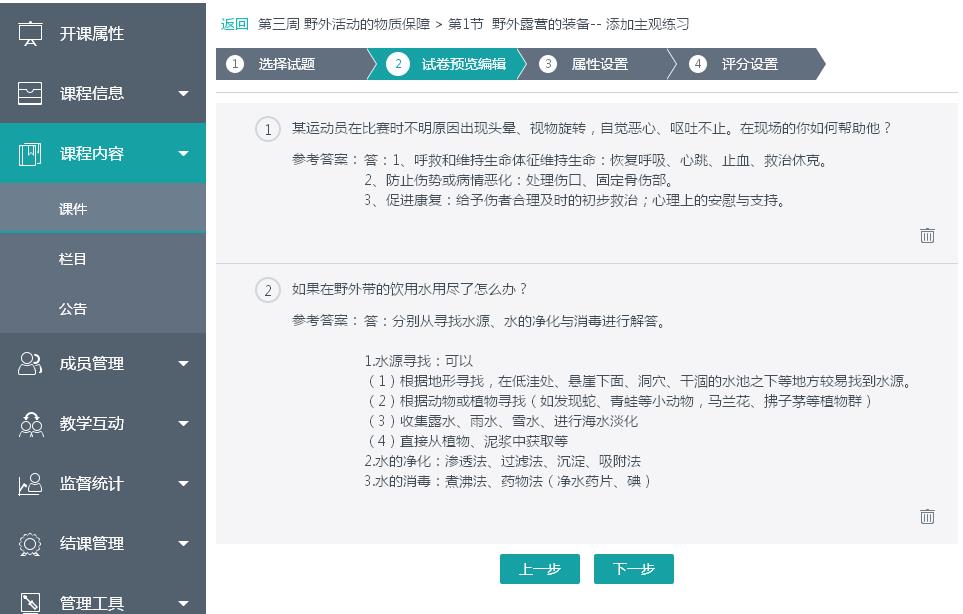 开课属性
课程信息
课程内容
课件
栏目
公告
成员管理
教学互动
监督统计
结课管理
管理工具
返回 第三周 野外活动的物质保障 > 第1节 野外露营的装备-- 添加主观练习
1 选择试题 2 试卷预览编辑 3 属性设置 4 评分设置
1 某运动员在比赛时不明原因出现头晕、视物旋转，自觉恶心、呕吐不止。在现场的你如何帮助他？
参考答案：答：1、呼救和维持生命体征维持生命：恢复呼吸、心跳、止血、救治休克。
2、防止伤势或病情恶化：处理伤口、固定骨伤部。
3、促进康复：给予伤者合理及时的初步救治；心理上的安慰与支持。
2 如果在野外带的饮用水用尽了怎么办？
参考答案：答：分别从寻找水源、水的净化与消毒进行解答。
1.水源寻找：可以
（1）根据地形寻找，在低洼处、悬崖下面、洞穴、干涸的水池之下等地方较易找到水源。
（2）根据动物或植物寻找（如发现蛇、青蛙等小动物，马兰花、拂子茅等植物群）
（3）收集露水、雨水、雪水、进行海水淡化
（4）直接从植物、泥浆中获取等
2.水的净化：渗透法、过滤法、沉淀、吸附法
3.水的消毒：煮沸法、药物法（净水药片、碘）
上一步 下一步